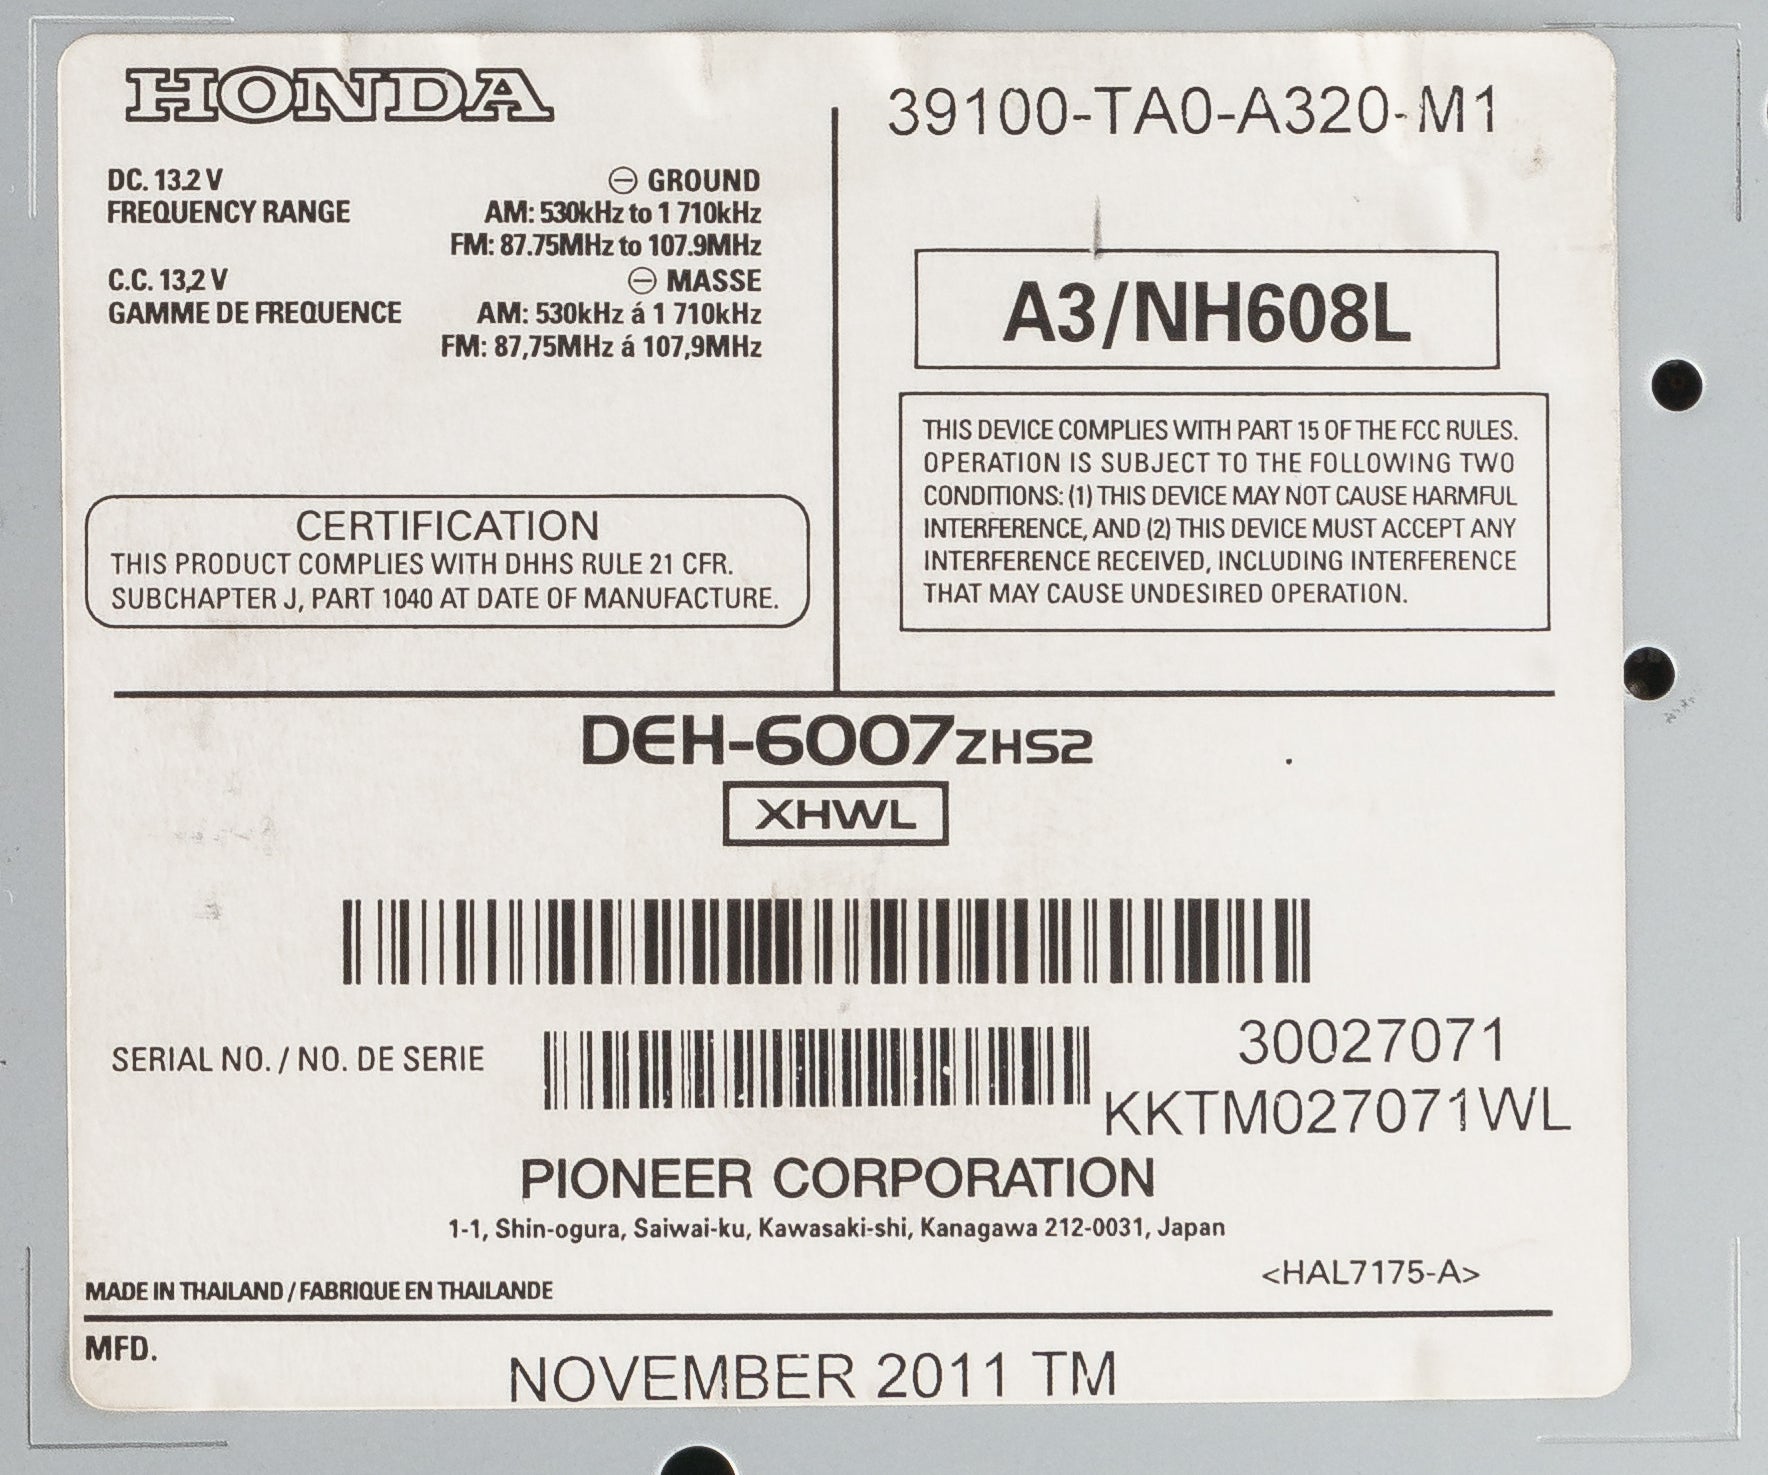 HONDA
39100-TA0-A320-M1
DC. 13.2 V ⊖ GROUND
FREQUENCY RANGE AM: 530kHz to 1 710kHz
FM: 87.75MHz to 107.9MHz
C.C. 13,2 V ⊖ MASSE
GAMME DE FREQUENCE AM: 530kHz á 1 710kHz
FM: 87,75MHz á 107,9MHz
A3/NH608L
THIS DEVICE COMPLIES WITH PART 15 OF THE FCC RULES.
OPERATION IS SUBJECT TO THE FOLLOWING TWO
CONDITIONS: (1) THIS DEVICE MAY NOT CAUSE HARMFUL
INTERFERENCE, AND (2) THIS DEVICE MUST ACCEPT ANY
INTERFERENCE RECEIVED, INCLUDING INTERFERENCE
THAT MAY CAUSE UNDESIRED OPERATION.
CERTIFICATION
THIS PRODUCT COMPLIES WITH DHHS RULE 21 CFR.
SUBCHAPTER J, PART 1040 AT DATE OF MANUFACTURE.
DEH-6007ZHS2
XHWL
SERIAL NO. / NO. DE SERIE
30027071
KKTM027071WL
PIONEER CORPORATION
1-1, Shin-ogura, Saiwai-ku, Kawasaki-shi, Kanagawa 212-0031, Japan
<HAL7175-A>
MADE IN THAILAND / FABRIQUE EN THAILANDE
MFD.
NOVEMBER 2011 TM